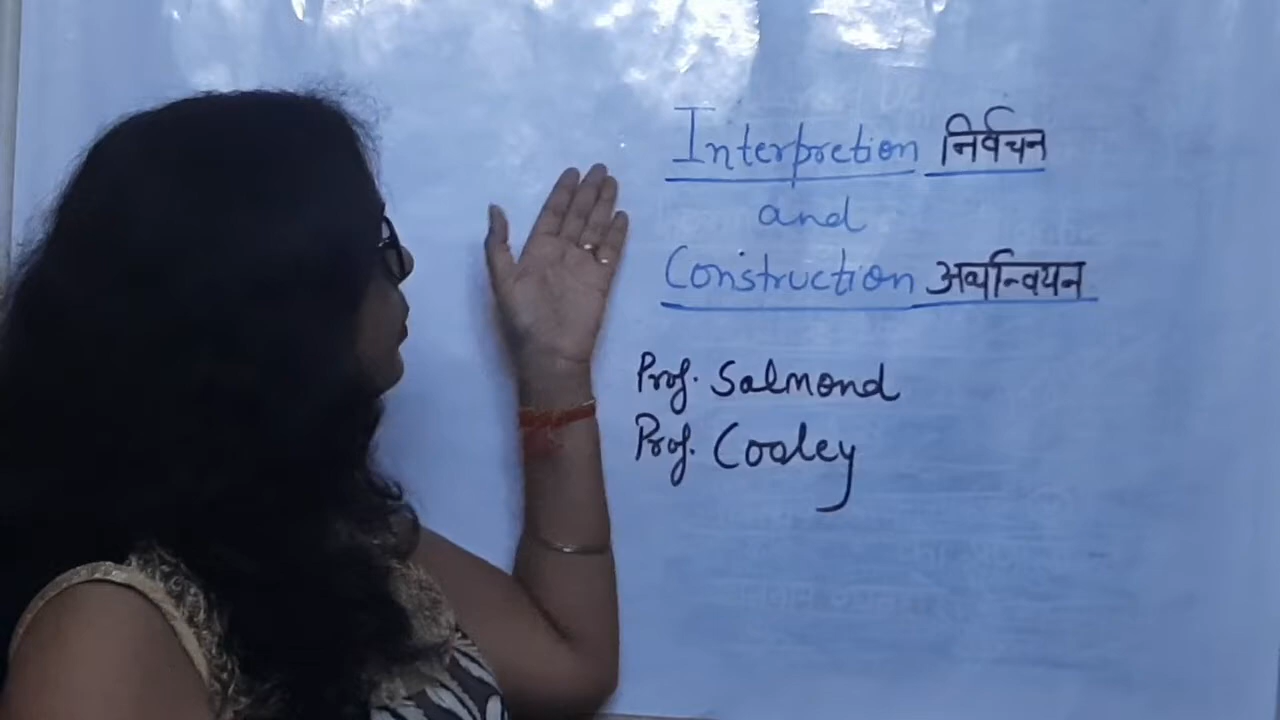 Interpretion निर्वचन
and
Construction अर्थान्वयन
Prof. Salmond
Prof. Cooley